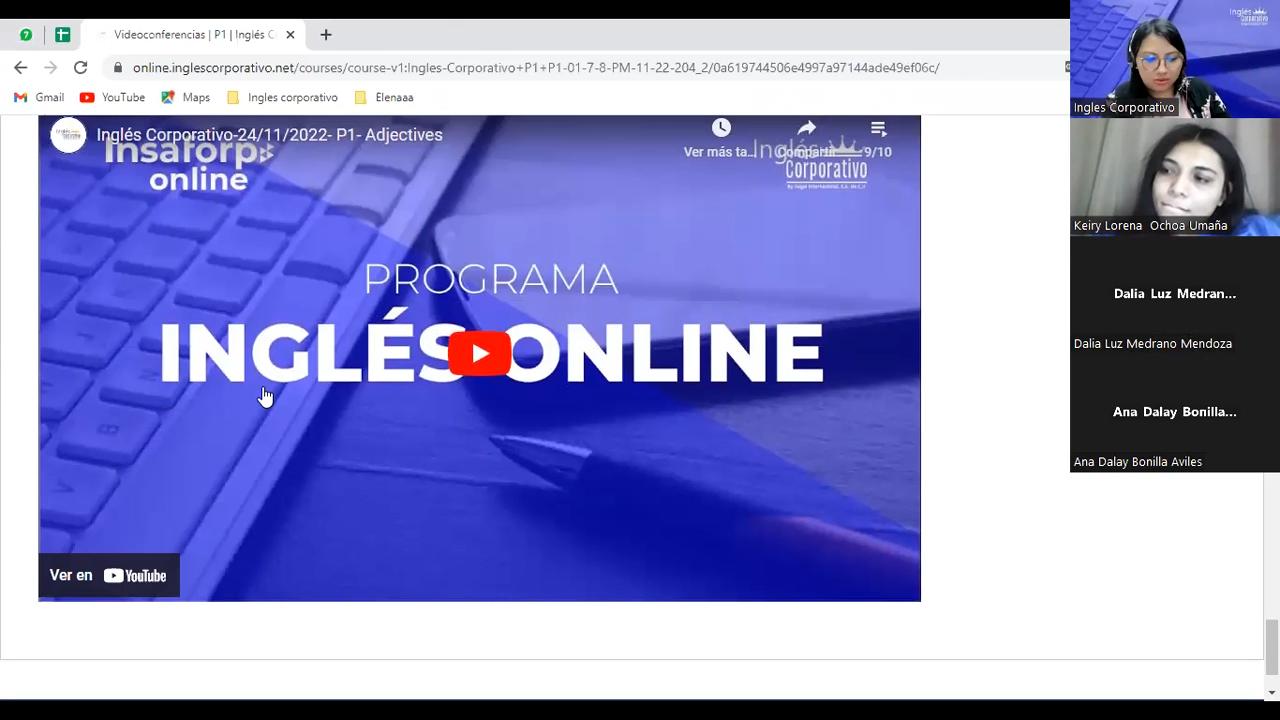 Videoconferencias | P1 | Inglés C
online.inglescorporativo.net/courses/course-v1:Ingles-Corporativo+P1+P1-01-7-8-PM-11-22-204_2/0a619744506e4997a97144ade49ef06c/
Gmail
YouTube
Maps
Ingles corporativo
Elenaaa
Inglés Corporativo-24/11/2022- P1- Adjectives
Ver más ta...
Compartir
9/10
Insaforp
online
Inglés
Corporativo
PROGRAMA
INGLÉS ONLINE
Ver en YouTube
Inglés
Corporativo
Ingles Corporativo
Keiry Lorena Ochoa Umaña
Dalia Luz Medran...
Dalia Luz Medrano Mendoza
Ana Dalay Bonilla...
Ana Dalay Bonilla Aviles